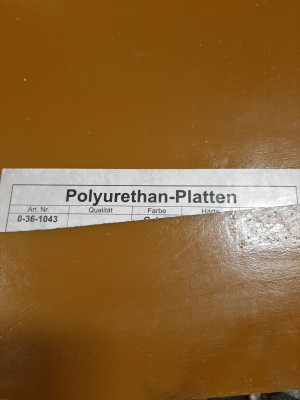 Polyurethan-Platten
Art. Nr. Qualität Farbe Härte
0-36-1043